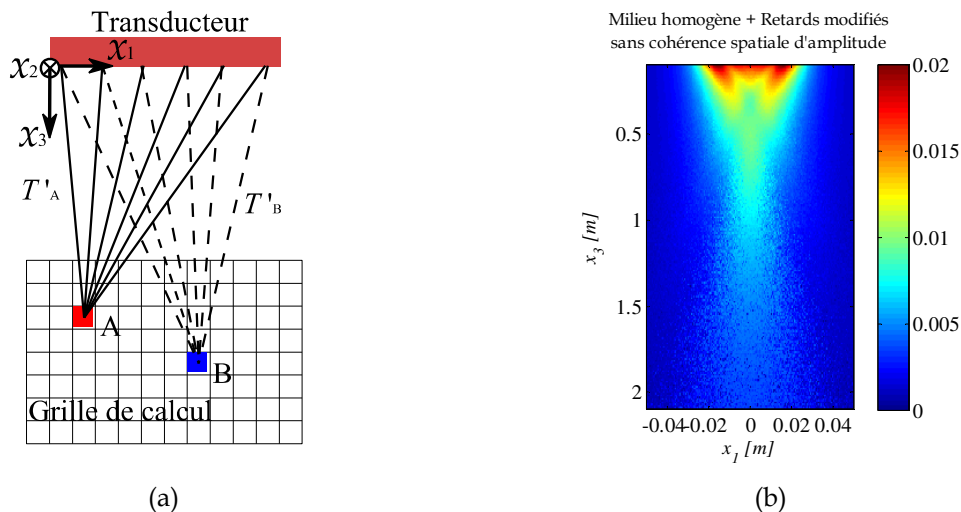 Transducteur
x1
x2
x3
T'A
T'B
A
B
Grille de calcul
(a)
Milieu homogène + Retards modifiés
sans cohérence spatiale d'amplitude
0.5
1
1.5
2
x3 [m]
-0.04 -0.02 0 0.02 0.04
x1 [m]
0.02
0.015
0.01
0.005
0
(b)